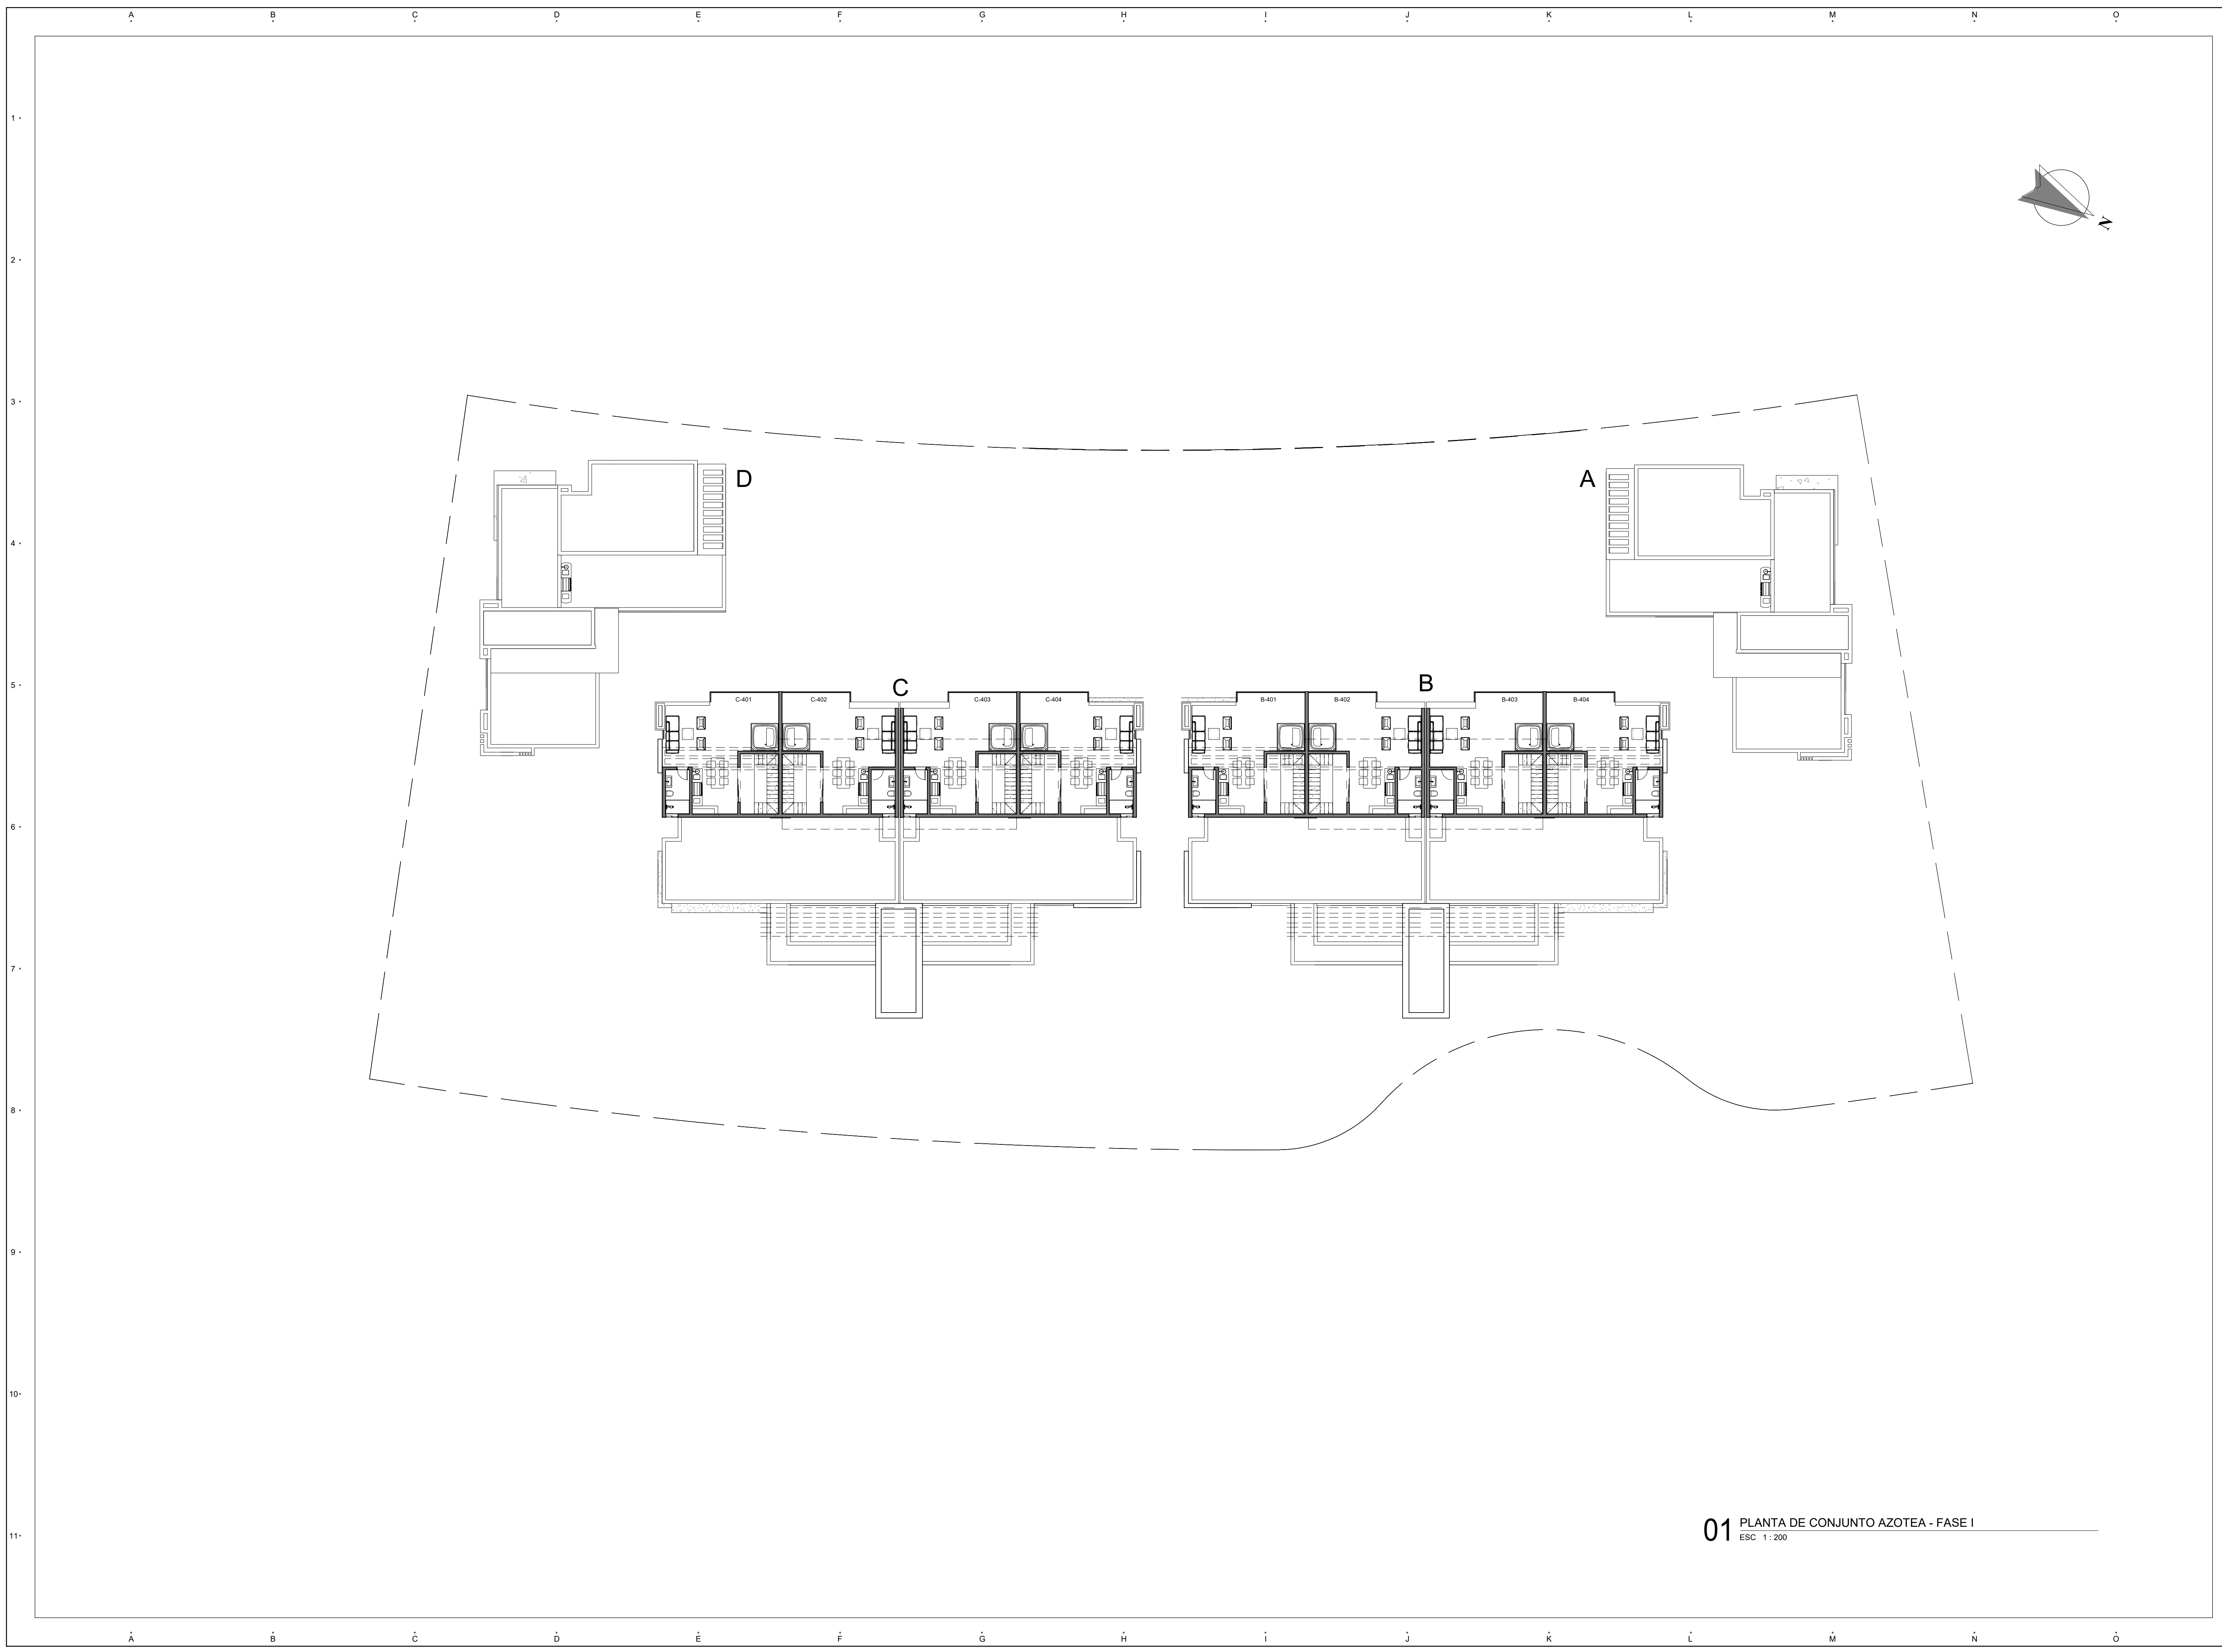 A B C D E F G H I J K L M N O
1
2
N
3
D A
4
5
C B
C-401 C-402 C-403 C-404 B-401 B-402 B-403 B-404
6
7
8
9
10
11
01 PLANTA DE CONJUNTO AZOTEA - FASE I
ESC 1 : 200
A B C D E F G H I J K L M N O